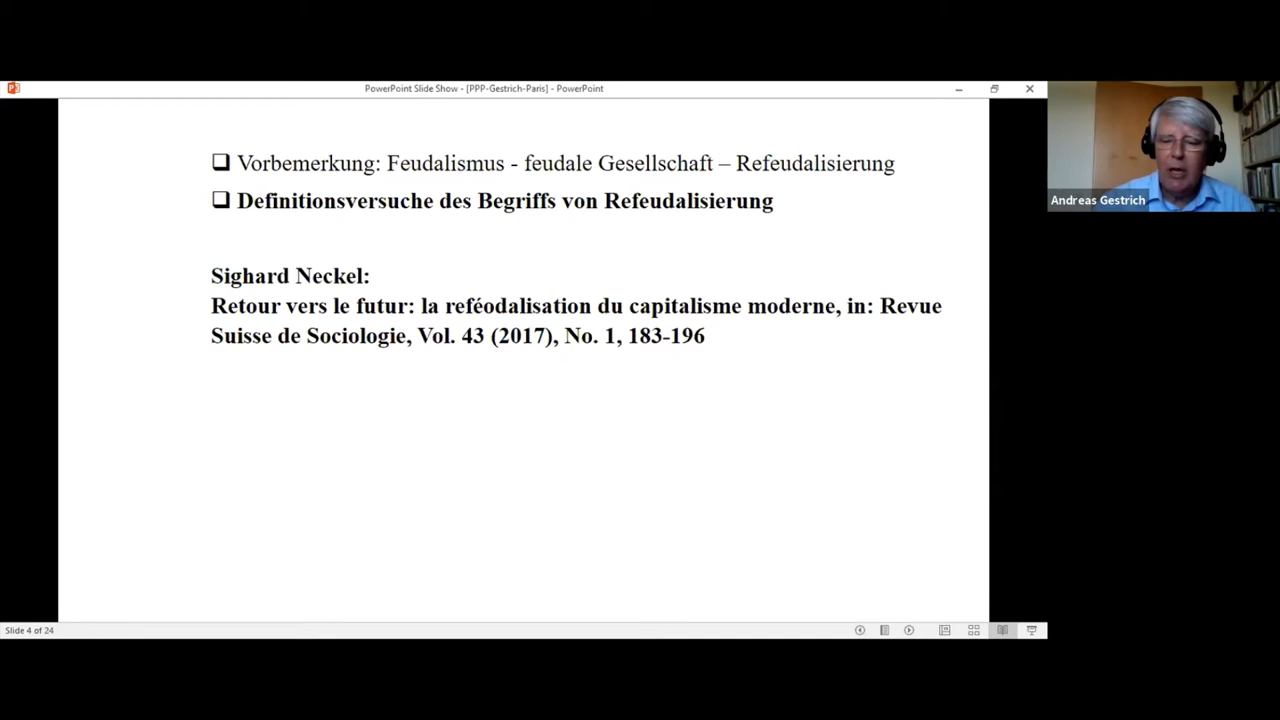 PowerPoint Slide Show - [PPP-Gestrich-Paris] - PowerPoint
Vorbemerkung: Feudalismus - feudale Gesellschaft – Refeudalisierung
Definitionsversuche des Begriffs von Refeudalisierung
Sighard Neckel:
Retour vers le futur: la reféodalisation du capitalisme moderne, in: Revue
Suisse de Sociologie, Vol. 43 (2017), No. 1, 183-196
Slide 4 of 24
Andreas Gestrich